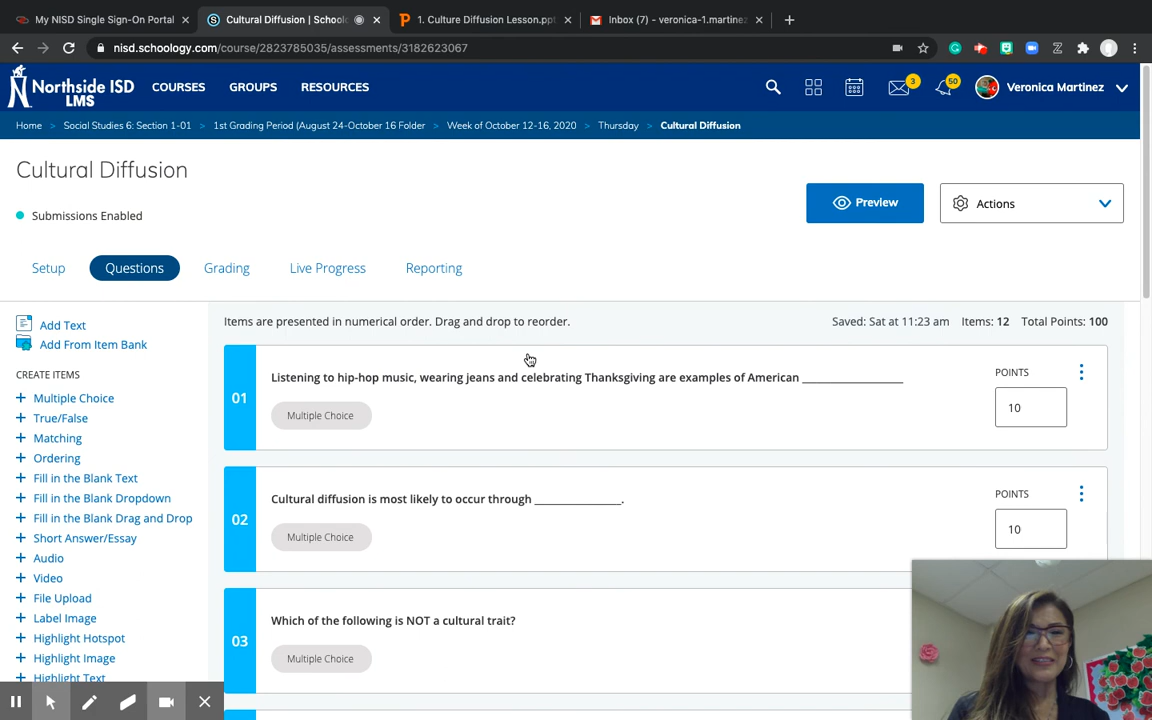 My NISD Single Sign-On Portal
Cultural Diffusion | Schoolo
1. Culture Diffusion Lesson.ppt
Inbox (7) - veronica-1.martinez
nisd.schoology.com/course/2823785035/assessments/3182623067
Northside ISD
LMS
COURSES
GROUPS
RESOURCES
3
50
Veronica Martinez
Home > Social Studies 6: Section 1-01 > 1st Grading Period (August 24-October 16 Folder > Week of October 12-16, 2020 > Thursday > Cultural Diffusion
Cultural Diffusion
Submissions Enabled
Preview
Actions
Setup
Questions
Grading
Live Progress
Reporting
Add Text
Add From Item Bank
CREATE ITEMS
+ Multiple Choice
+ True/False
+ Matching
+ Ordering
+ Fill in the Blank Text
+ Fill in the Blank Dropdown
+ Fill in the Blank Drag and Drop
+ Short Answer/Essay
+ Audio
+ Video
+ File Upload
+ Label Image
+ Highlight Hotspot
+ Highlight Image
+ Highlight Text
Items are presented in numerical order. Drag and drop to reorder.
Saved: Sat at 11:23 am Items: 12 Total Points: 100
01
Listening to hip-hop music, wearing jeans and celebrating Thanksgiving are examples of American ___________________
Multiple Choice
POINTS
10
02
Cultural diffusion is most likely to occur through ________________.
Multiple Choice
POINTS
10
03
Which of the following is NOT a cultural trait?
Multiple Choice